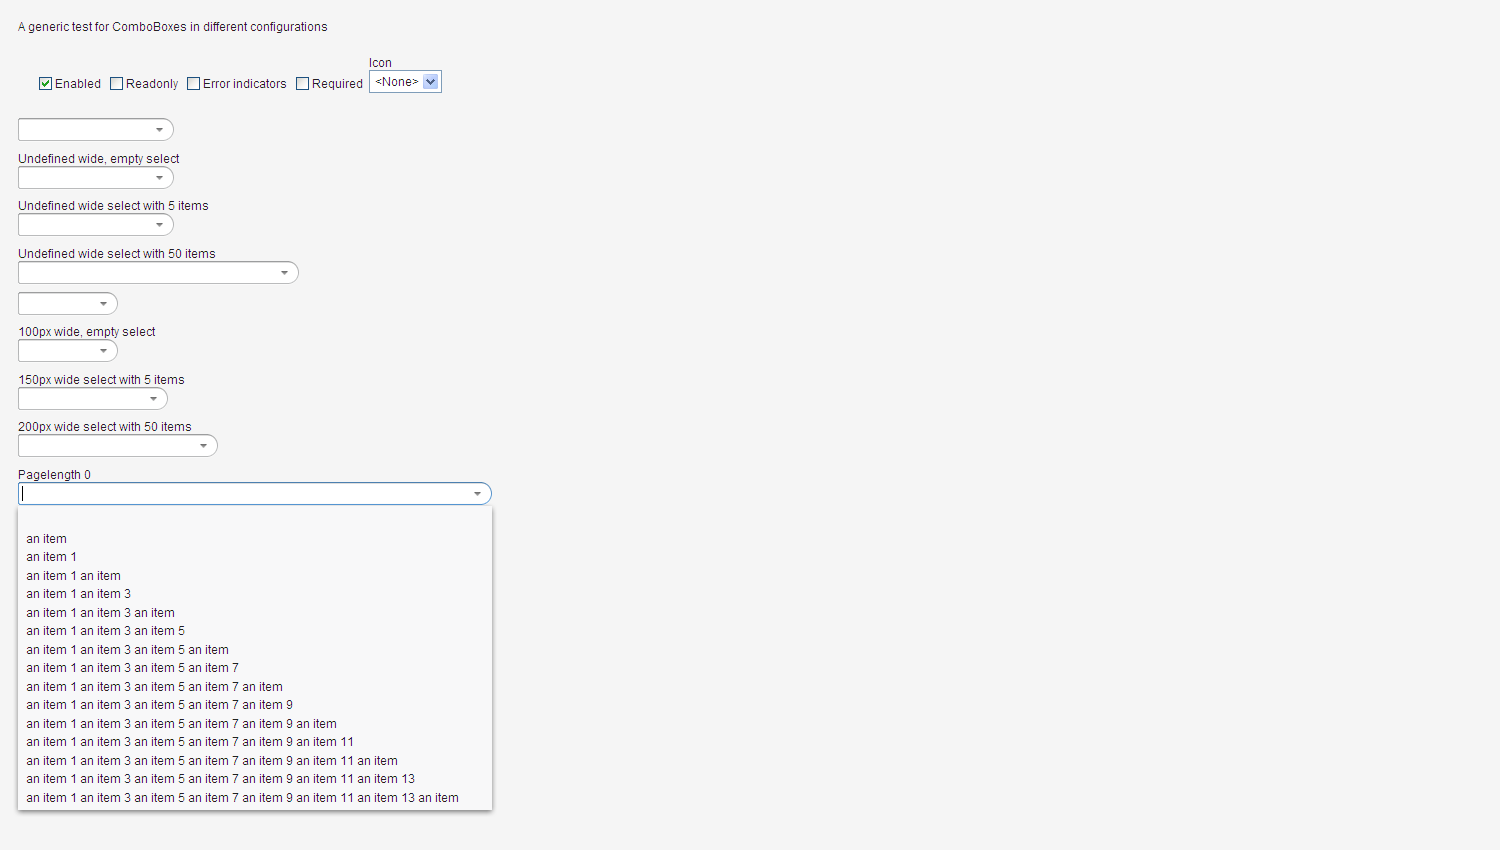 A generic test for ComboBoxes in different configurations
Icon
Enabled Readonly Error indicators Required <None>
Undefined wide, empty select
Undefined wide select with 5 items
Undefined wide select with 50 items
100px wide, empty select
150px wide select with 5 items
200px wide select with 50 items
Pagelength 0
an item
an item 1
an item 1 an item
an item 1 an item 3
an item 1 an item 3 an item
an item 1 an item 3 an item 5
an item 1 an item 3 an item 5 an item
an item 1 an item 3 an item 5 an item 7
an item 1 an item 3 an item 5 an item 7 an item
an item 1 an item 3 an item 5 an item 7 an item 9
an item 1 an item 3 an item 5 an item 7 an item 9 an item
an item 1 an item 3 an item 5 an item 7 an item 9 an item 11
an item 1 an item 3 an item 5 an item 7 an item 9 an item 11 an item
an item 1 an item 3 an item 5 an item 7 an item 9 an item 11 an item 13
an item 1 an item 3 an item 5 an item 7 an item 9 an item 11 an item 13 an item